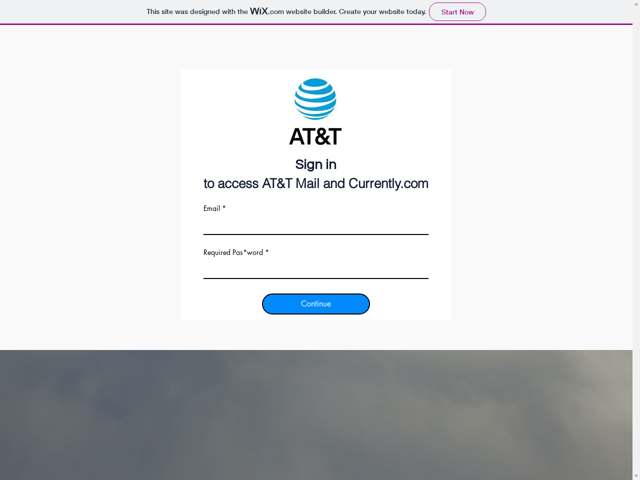 This site was designed with the WiX.com website builder. Create your website today. Start Now
AT&T
Sign in
to access AT&T Mail and Currently.com
Email *
Required Pas*word *
Continue